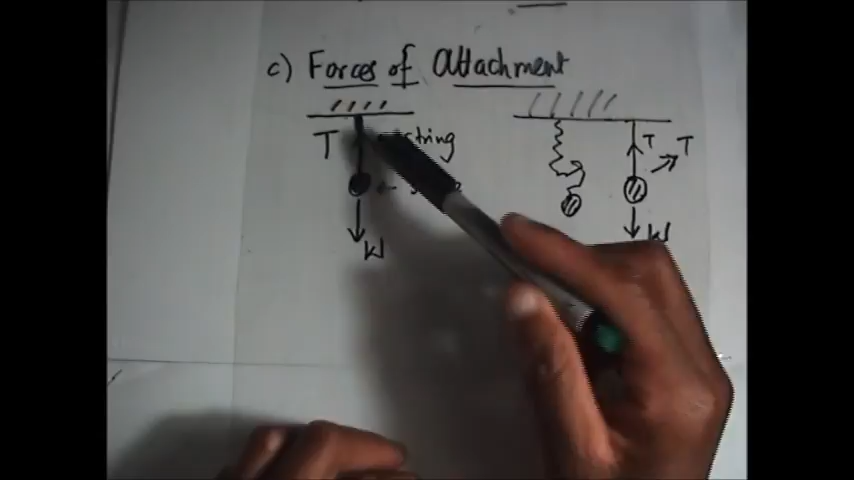 c) Forces of Attachment
T string T T
W W